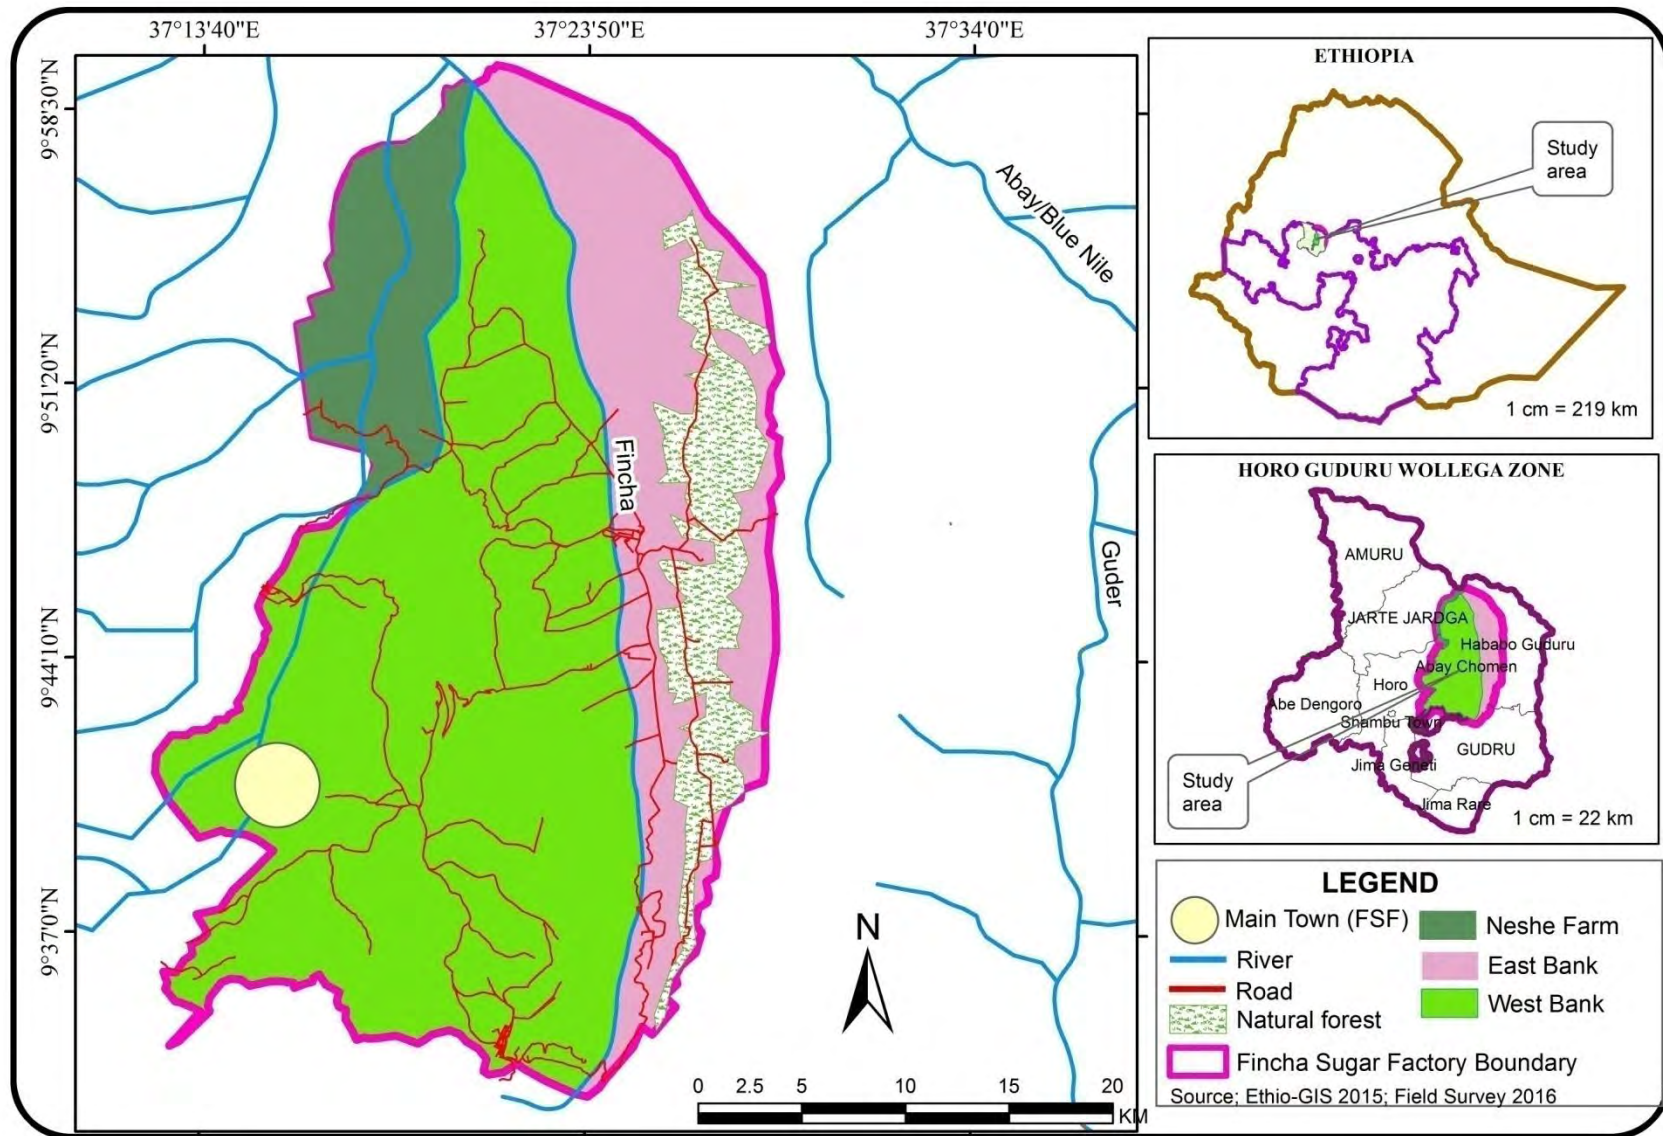 37°13'40"E
37°23'50"E
37°34'0"E
9°58'30"N
9°51'20"N
9°44'10"N
9°37'0"N
Abay/Blue Nile
Fincha
Guder
N
0 2.5 5 10 15 20
KM
ETHIOPIA
Study
area
1 cm = 219 km
HORO GUDURU WOLLEGA ZONE
AMURU
JARTE JARDGA
Hababo Guduru
Abay Chomen
Horo
Abe Dengoro
Shambu Town
GUDRU
Jima Geneti
Jima Rare
Study
area
1 cm = 22 km
LEGEND
Main Town (FSF)
Neshe Farm
River
East Bank
Road
West Bank
Natural forest
Fincha Sugar Factory Boundary
Source; Ethio-GIS 2015; Field Survey 2016